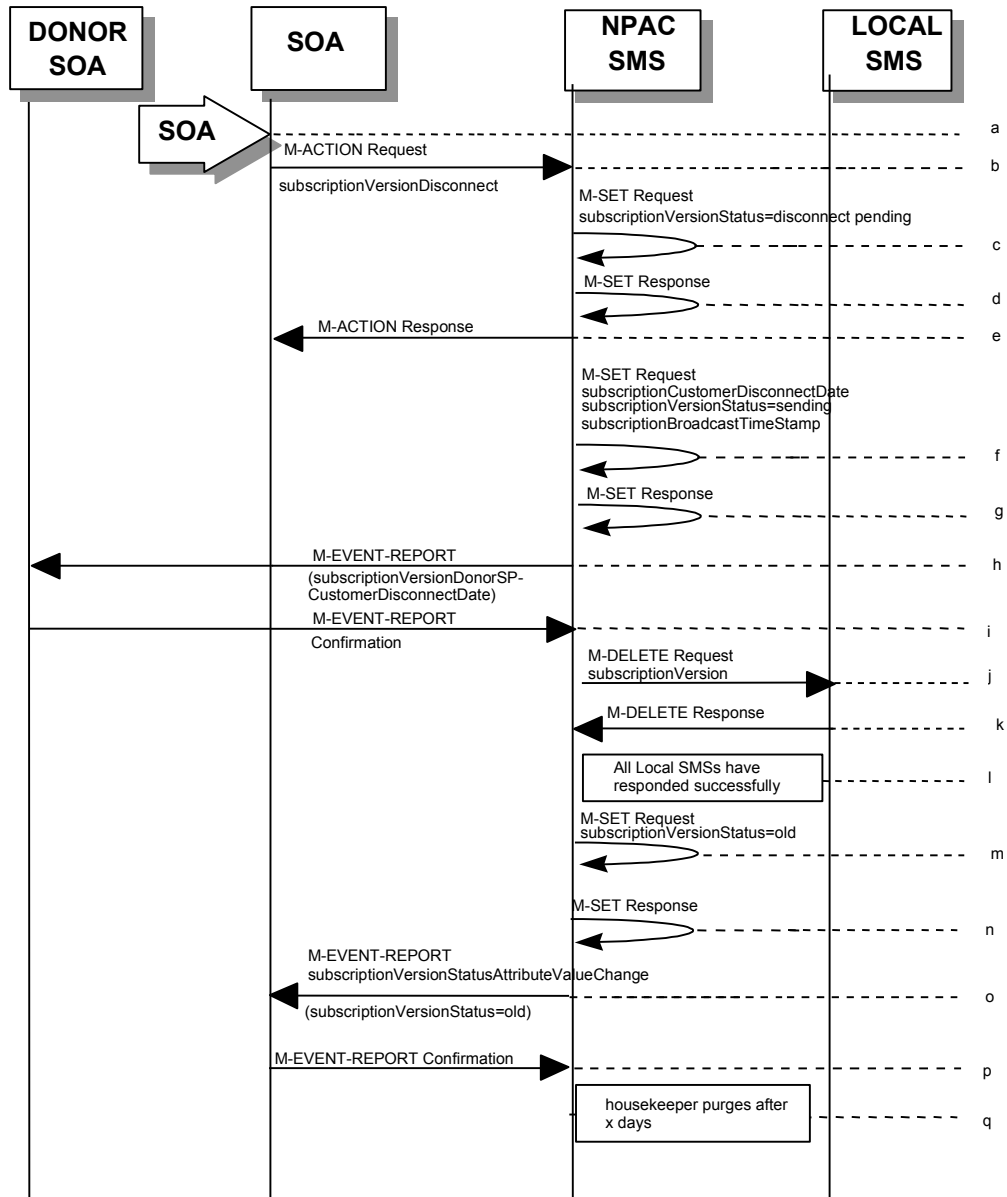 DONOR
SOA
SOA
NPAC
SMS
LOCAL
SMS
SOA
a
M-ACTION Request
b
subscriptionVersionDisconnect
M-SET Request
subscriptionVersionStatus=disconnect pending
c
M-SET Response
d
M-ACTION Response
e
M-SET Request
subscriptionCustomerDisconnectDate
subscriptionVersionStatus=sending
subscriptionBroadcastTimeStamp
f
M-SET Response
g
M-EVENT-REPORT
h
(subscriptionVersionDonorSP-
CustomerDisconnectDate)
M-EVENT-REPORT
i
Confirmation
M-DELETE Request
subscriptionVersion
j
M-DELETE Response
k
All Local SMSs have
responded successfully
l
M-SET Request
subscriptionVersionStatus=old
m
M-SET Response
n
M-EVENT-REPORT
subscriptionVersionStatusAttributeValueChange
o
(subscriptionVersionStatus=old)
M-EVENT-REPORT Confirmation
p
housekeeper purges after
x days
q